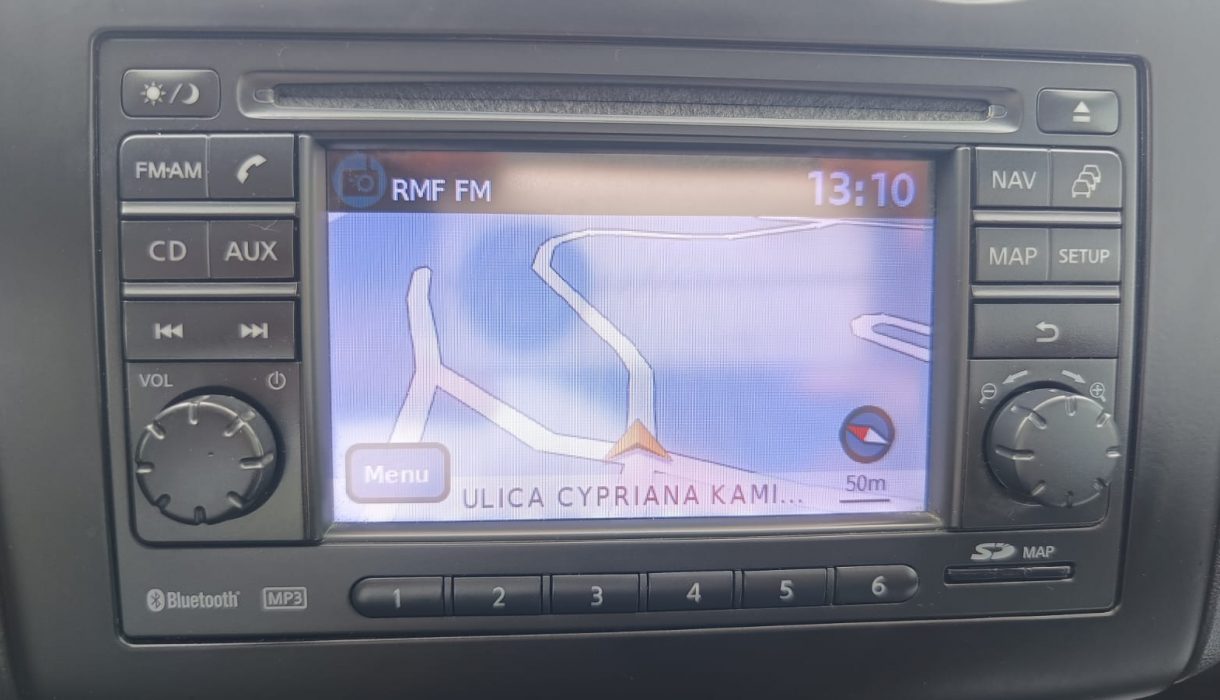 FM·AM
NAV
RMF FM
13:10
CD AUX
MAP SETUP
VOL
Menu
50m
ULICA CYPRIANA KAMI...
SD MAP
Bluetooth® MP3
1 2 3 4 5 6